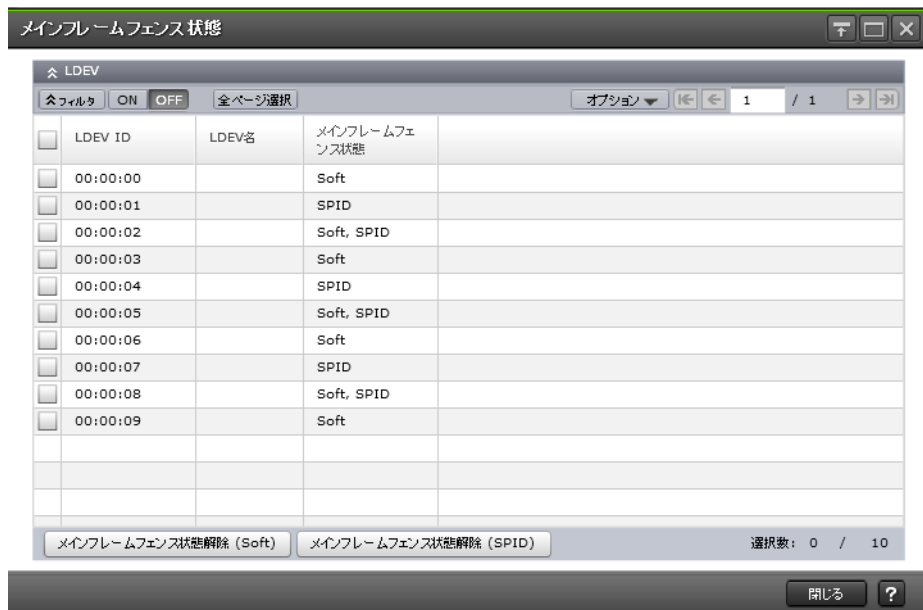 メインフレームフェンス状態
LDEV
フィルタ ON OFF 全ページ選択 オプション 1 / 1
LDEV ID LDEV名 メインフレームフェ
ンス状態
00:00:00 Soft
00:00:01 SPID
00:00:02 Soft, SPID
00:00:03 Soft
00:00:04 SPID
00:00:05 Soft, SPID
00:00:06 Soft
00:00:07 SPID
00:00:08 Soft, SPID
00:00:09 Soft
メインフレームフェンス状態解除 (Soft) メインフレームフェンス状態解除 (SPID) 選択数: 0 / 10
閉じる ?